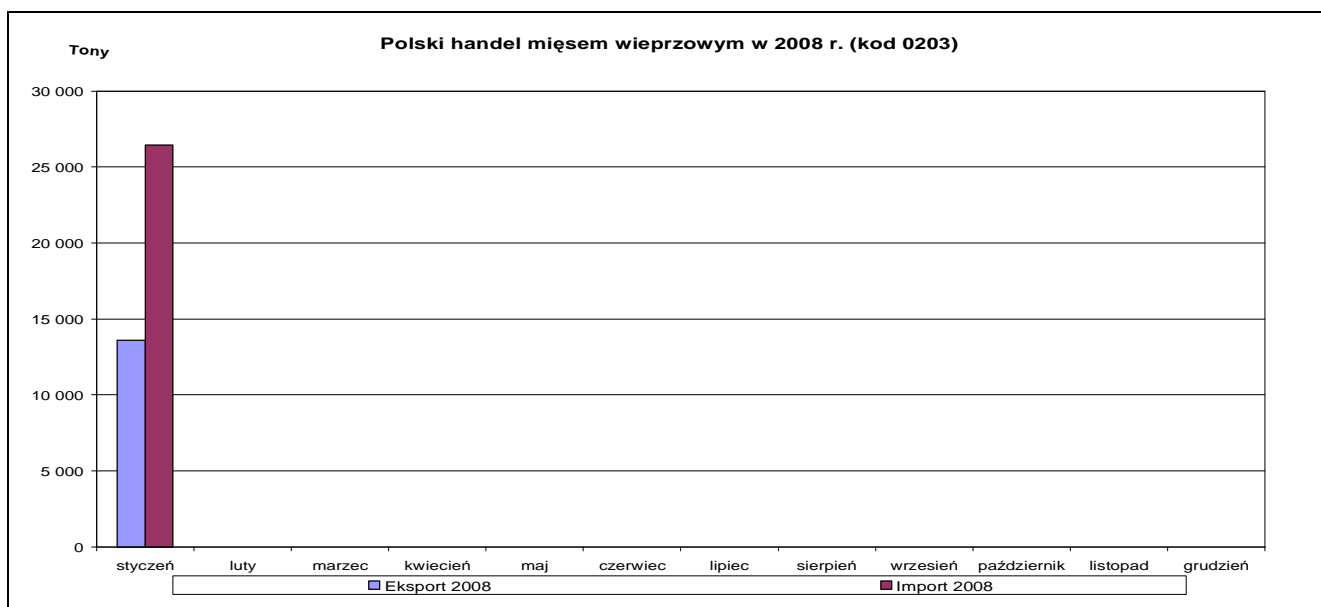 Polski handel mięsem wieprzowym w 2008 r. (kod 0203)
Tony
30 000
25 000
20 000
15 000
10 000
5 000
0
styczeń luty marzec kwiecień maj czerwiec lipiec sierpień wrzesień październik listopad grudzień
Eksport 2008 Import 2008